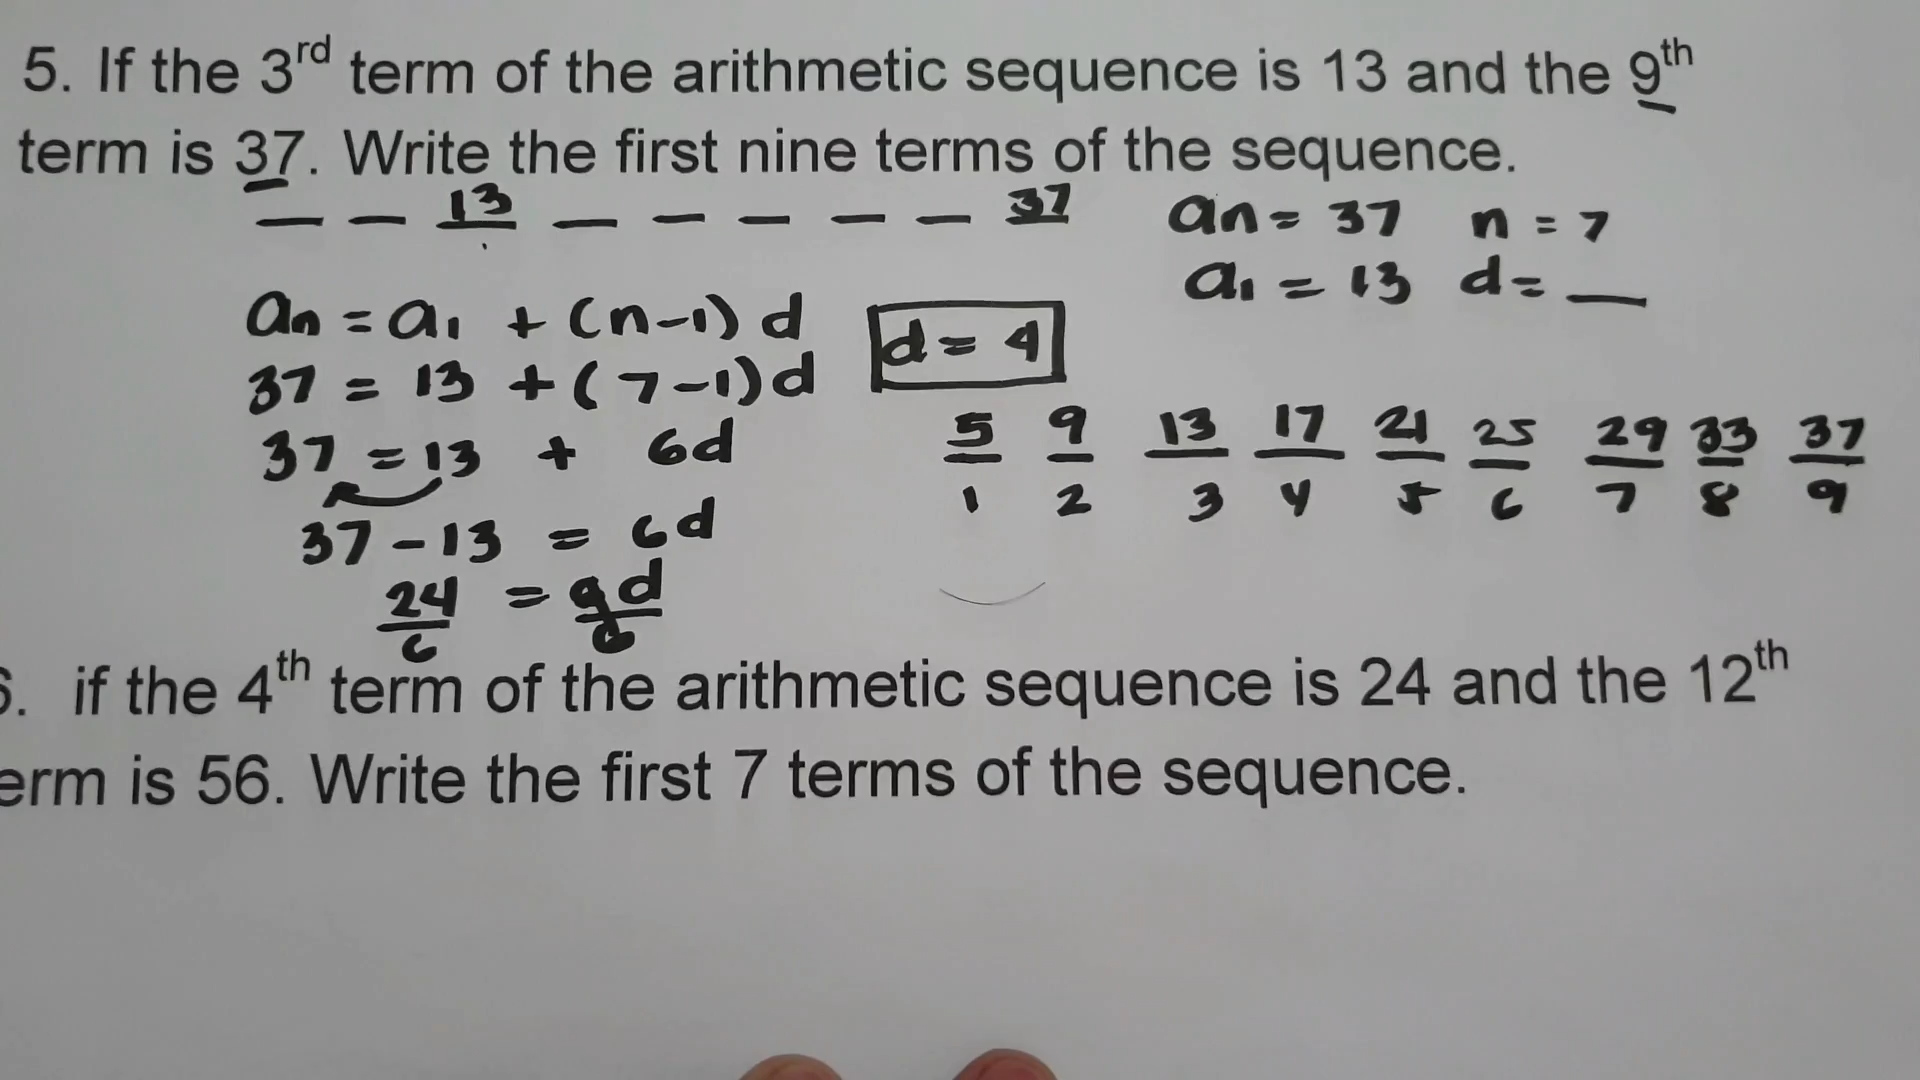 5. If the 3rd term of the arithmetic sequence is 13 and the 9th
term is 37. Write the first nine terms of the sequence.
_ _ 13 _ _ _ _ _ 37
an = 37 n = 7
a1 = 13 d = __
an = a1 + (n-1) d
d = 4
37 = 13 + (7-1) d
37 = 13 + 6d
5 9 13 17 21 25 29 33 37
1 2 3 4 5 6 7 8 9
37 - 13 = 6d
24/6 = 6d/6
. if the 4th term of the arithmetic sequence is 24 and the 12th
erm is 56. Write the first 7 terms of the sequence.